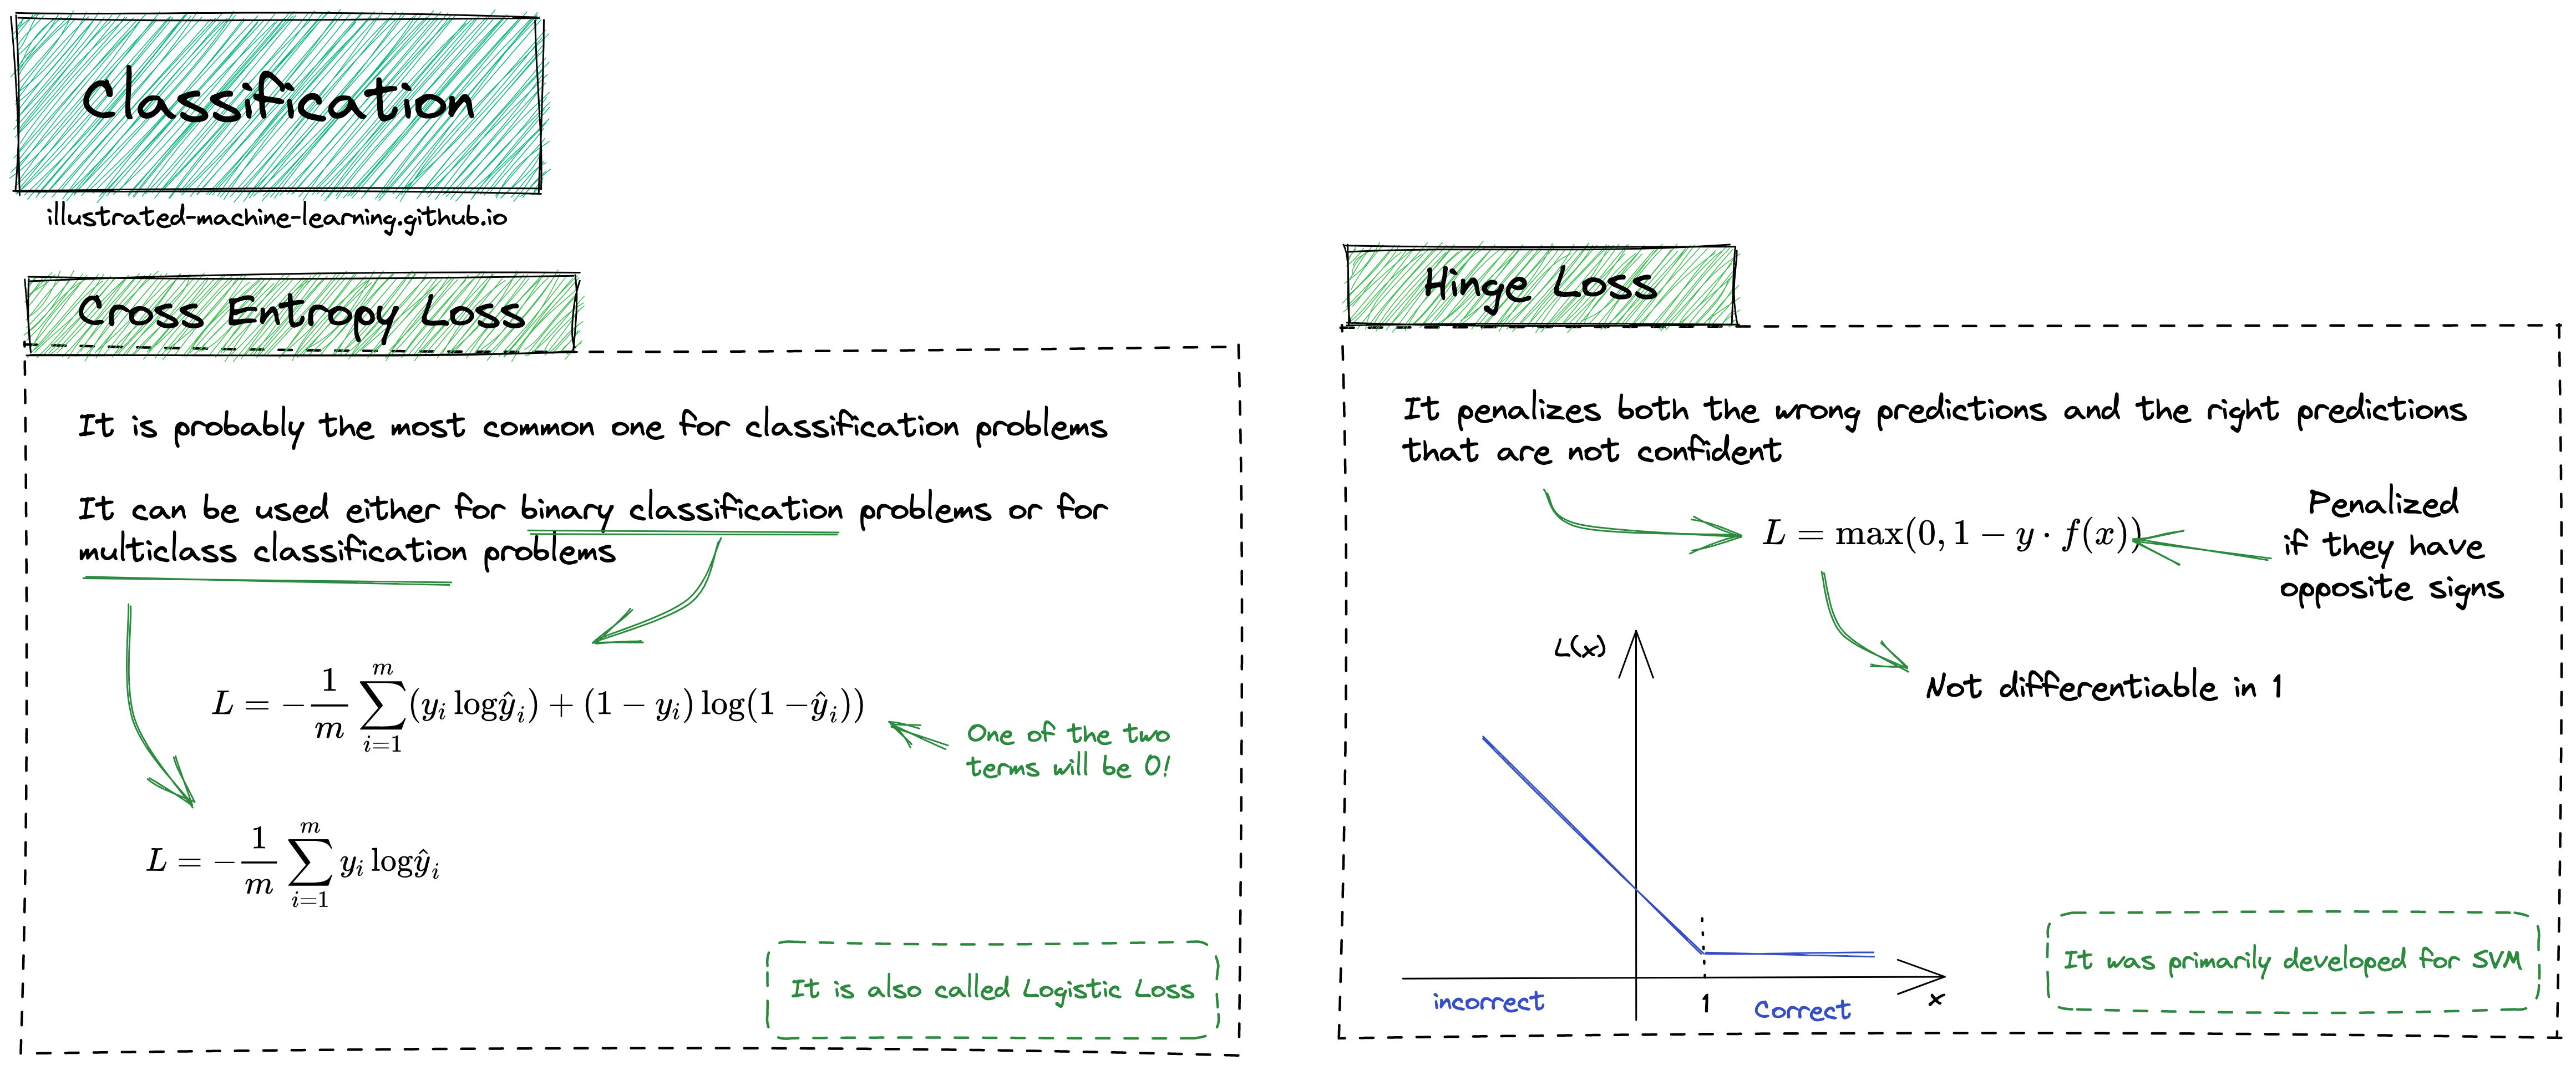 Classification
illustrated-machine-learning.github.io
Cross Entropy Loss
It is probably the most common one for classification problems
It can be used either for binary classification problems or for
multiclass classification problems
L = -\frac{1}{m} \sum_{i=1}^{m} (y_i \log \hat{y}_i) + (1 - y_i) \log(1 - \hat{y}_i))
One of the two
terms will be 0!
L = -\frac{1}{m} \sum_{i=1}^{m} y_i \log \hat{y}_i
It is also called Logistic Loss
Hinge Loss
It penalizes both the wrong predictions and the right predictions
that are not confident
L = max(0, 1 - y · f(x))
Penalized
if they have
opposite signs
Not differentiable in 1
L(x)
incorrect
1
Correct
x
It was primarily developed for SVM